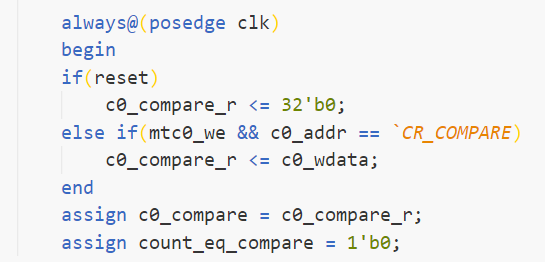 always@(posedge clk)
begin
if(reset)
    c0_compare_r <= 32'b0;
else if(mtc0_we && c0_addr == `CR_COMPARE)
    c0_compare_r <= c0_wdata;
end
assign c0_compare = c0_compare_r;
assign count_eq_compare = 1'b0;